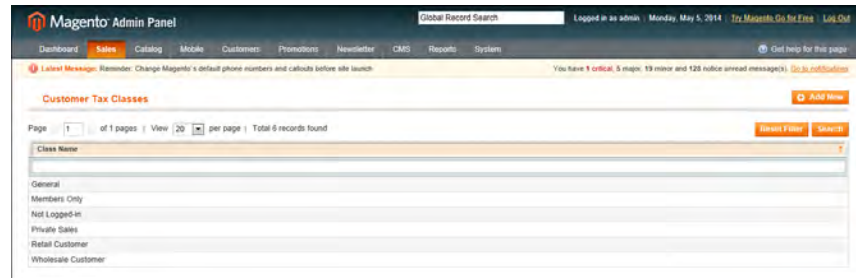 Magento® Admin Panel
Global Record Search
Logged in as admin | Monday, May 5, 2014 | Try Magento Go for Free | Log Out
Dashboard Sales Catalog Mobile Customers Promotions Newsletter CMS Reports System
Get help for this page
Latest Message: Reminder: Change Magento's default phone numbers and callouts before site launch
You have 1 critical, 5 major, 19 minor and 128 notice unread message(s). Go to notifications
Customer Tax Classes
Add New
Page 1 of 1 pages | View 20 per page | Total 6 records found
Reset Filter Search
Class Name
General
Members Only
Not Logged-in
Private Sales
Retail Customer
Wholesale Customer